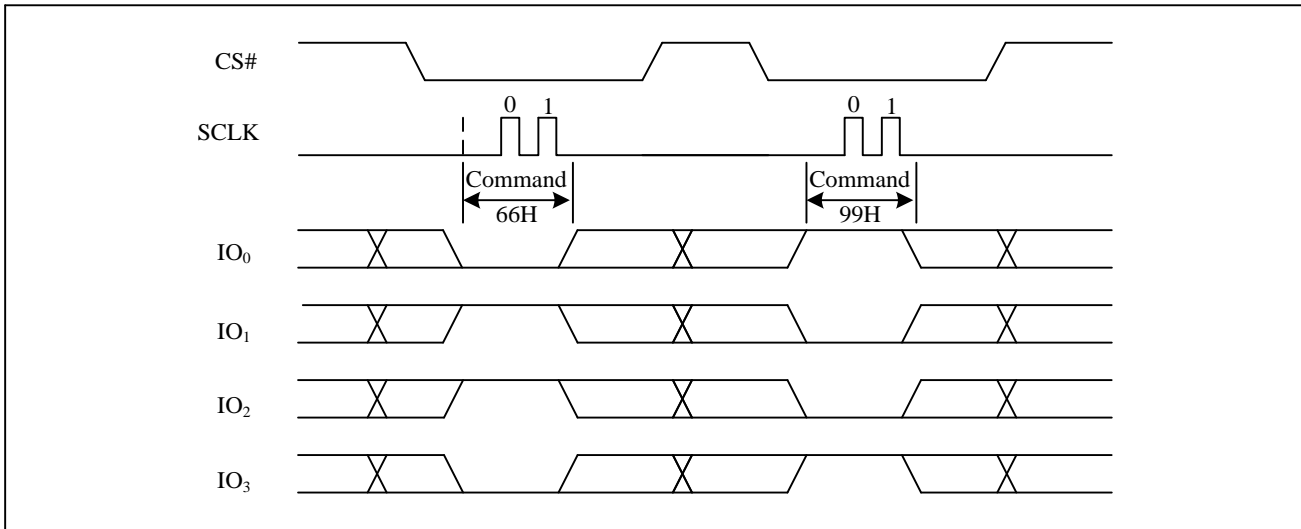 CS#
0 1 0 1
SCLK
Command Command
66H 99H
IO₀
IO₁
IO₂
IO₃